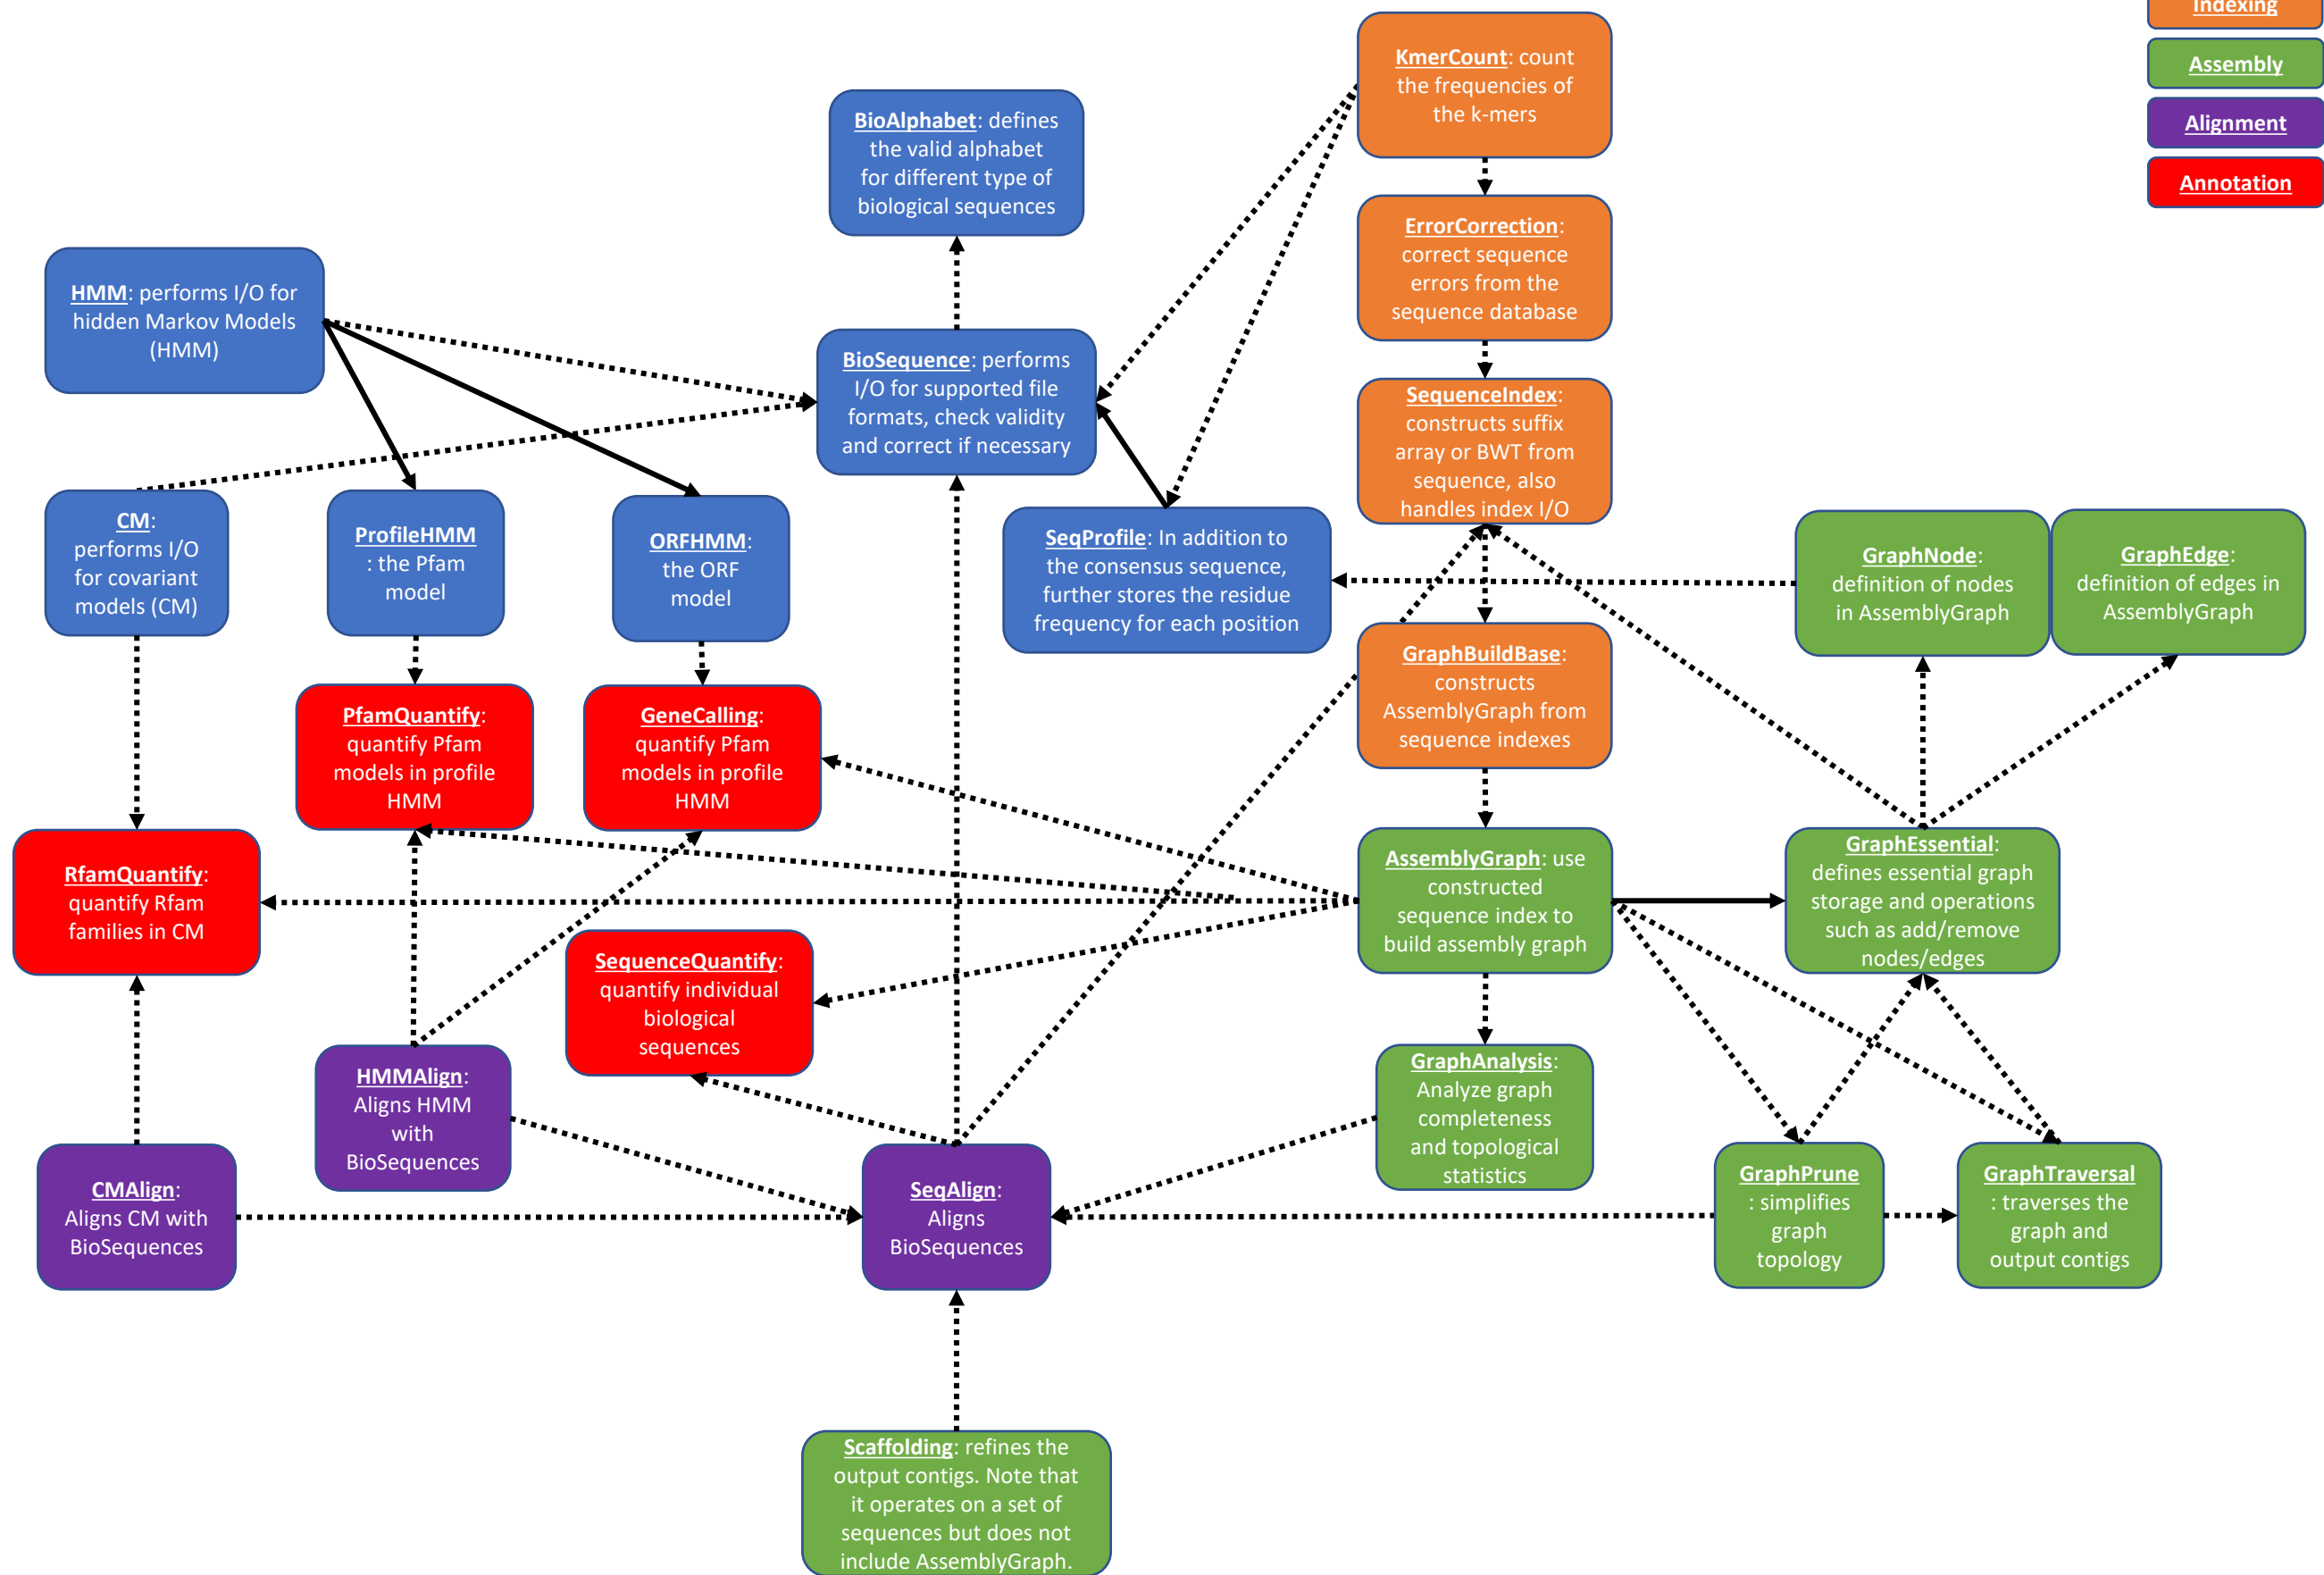 Indexing
Assembly
Alignment
Annotation
KmerCount: count
the frequencies of
the k-mers
BioAlphabet: defines
the valid alphabet
for different type of
biological sequences
ErrorCorrection:
correct sequence
errors from the
sequence database
HMM: performs I/O for
hidden Markov Models
(HMM)
BioSequence: performs
I/O for supported file
formats, check validity
and correct if necessary
SequenceIndex:
constructs suffix
array or BWT from
sequence, also
handles index I/O
CM:
performs I/O
for covariant
models (CM)
ProfileHMM
: the Pfam
model
ORFHMM:
the ORF
model
SeqProfile: In addition to
the consensus sequence,
further stores the residue
frequency for each position
GraphNode:
definition of nodes
in AssemblyGraph
GraphEdge:
definition of edges in
AssemblyGraph
GraphBuildBase:
constructs
AssemblyGraph from
sequence indexes
PfamQuantify:
quantify Pfam
models in profile
HMM
GeneCalling:
quantify Pfam
models in profile
HMM
RfamQuantify:
quantify Rfam
families in CM
AssemblyGraph: use
constructed
sequence index to
build assembly graph
GraphEssential:
defines essential graph
storage and operations
such as add/remove
nodes/edges
SequenceQuantify:
quantify individual
biological
sequences
HMMAlign:
Aligns HMM
with
BioSequences
GraphAnalysis:
Analyze graph
completeness
and topological
statistics
CMAlign:
Aligns CM with
BioSequences
SeqAlign:
Aligns
BioSequences
GraphPrune
: simplifies
graph
topology
GraphTraversal
: traverses the
graph and
output contigs
Scaffolding: refines the
output contigs. Note that
it operates on a set of
sequences but does not
include AssemblyGraph.